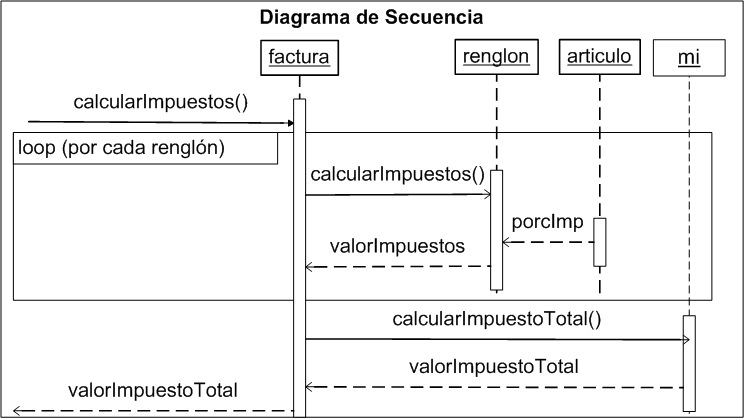 Diagrama de Secuencia
factura
renglon
articulo
mi
calcularImpuestos()
loop (por cada renglón)
calcularImpuestos()
porcImp
valorImpuestos
calcularImpuestoTotal()
valorImpuestoTotal
valorImpuestoTotal